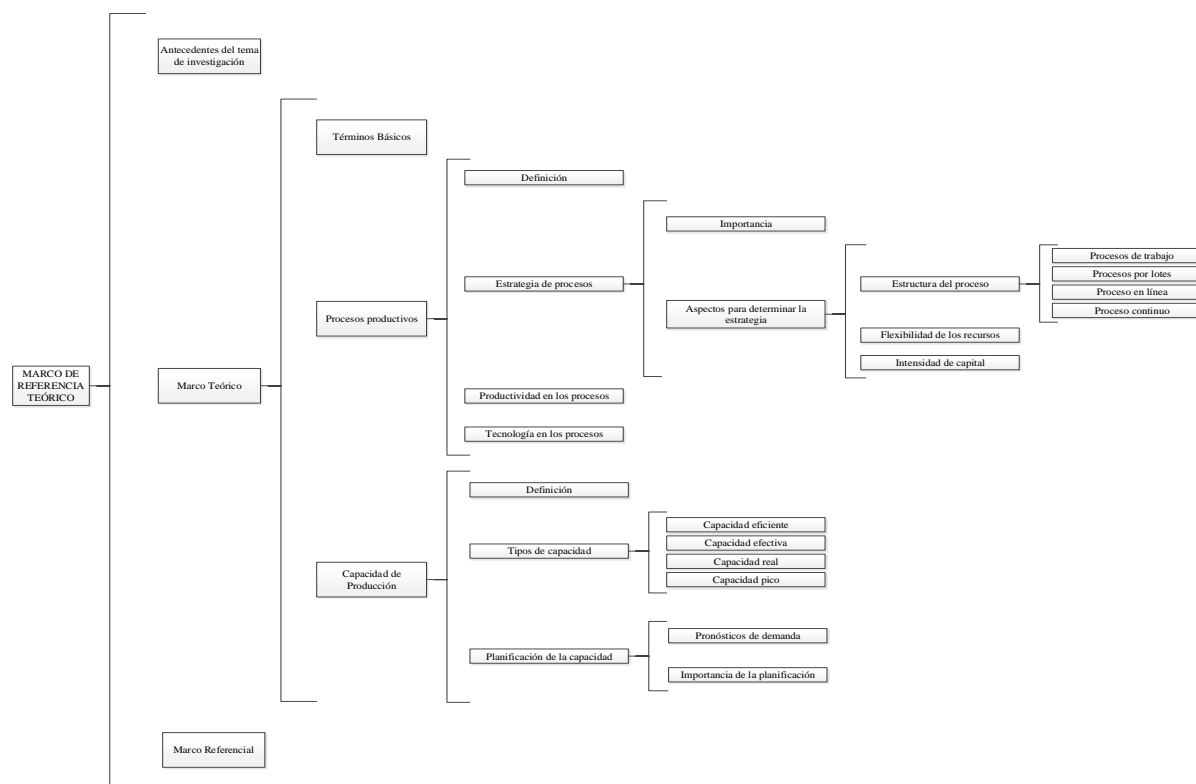 Antecedentes del tema
de investigación
Términos Básicos
Definición
Importancia
Procesos de trabajo
Procesos por lotes
Estrategia de procesos
Estructura del proceso
Proceso en línea
Proceso continuo
Procesos productivos
Aspectos para determinar la
estrategia
Flexibilidad de los recursos
Intensidad de capital
MARCO DE
REFERENCIA
TEÓRICO
Marco Teórico
Productividad en los procesos
Tecnología en los procesos
Definición
Capacidad eficiente
Capacidad efectiva
Tipos de capacidad
Capacidad real
Capacidad pico
Capacidad de
Producción
Pronósticos de demanda
Planificación de la capacidad
Importancia de la planificación
Marco Referencial